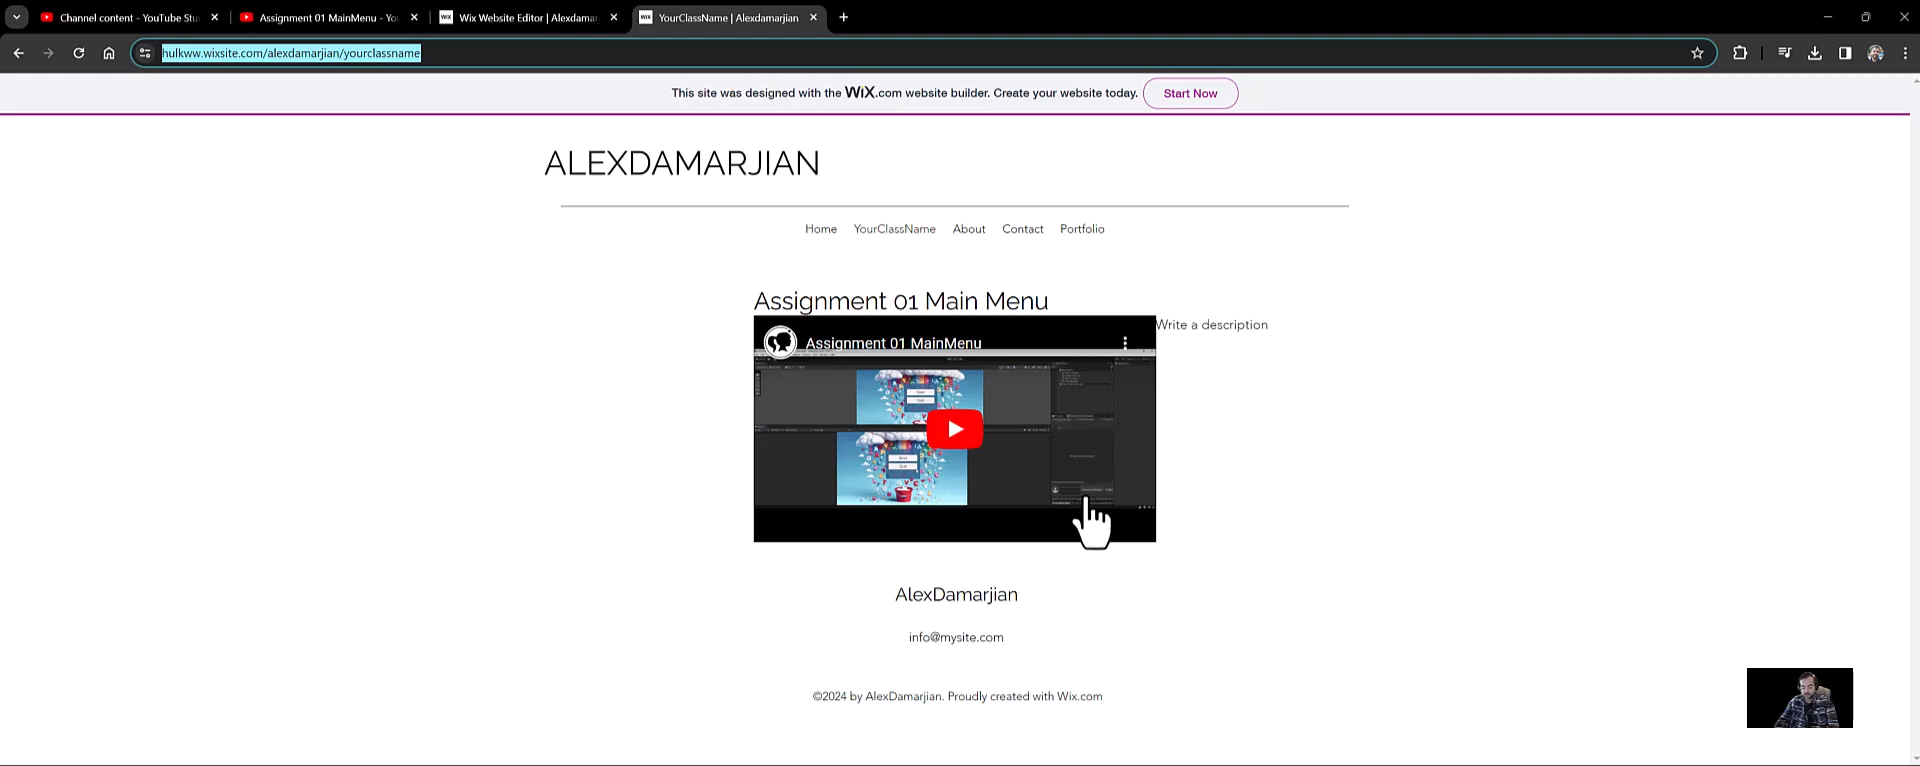 Channel content - YouTube Stu
Assignment 01 MainMenu - Yo
Wix Website Editor | Alexdamar
YourClassName | Alexdamarjian
hulkww.wixsite.com/alexdamarjian/yourclassname
This site was designed with the WiX.com website builder. Create your website today.
Start Now
ALEXDAMARJIAN
Home YourClassName About Contact Portfolio
Assignment 01 Main Menu
Assignment 01 MainMenu
Write a description
AlexDamarjian
info@mysite.com
©2024 by AlexDamarjian. Proudly created with Wix.com